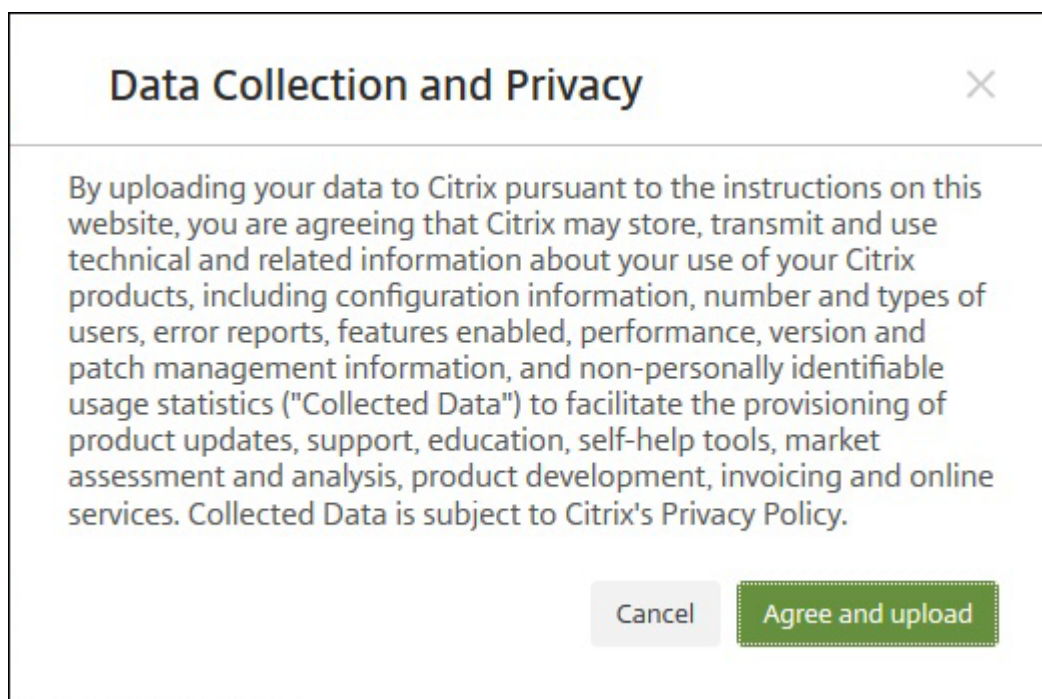 Data Collection and Privacy
By uploading your data to Citrix pursuant to the instructions on this
website, you are agreeing that Citrix may store, transmit and use
technical and related information about your use of your Citrix
products, including configuration information, number and types of
users, error reports, features enabled, performance, version and
patch management information, and non-personally identifiable
usage statistics ("Collected Data") to facilitate the provisioning of
product updates, support, education, self-help tools, market
assessment and analysis, product development, invoicing and online
services. Collected Data is subject to Citrix's Privacy Policy.
Cancel
Agree and upload